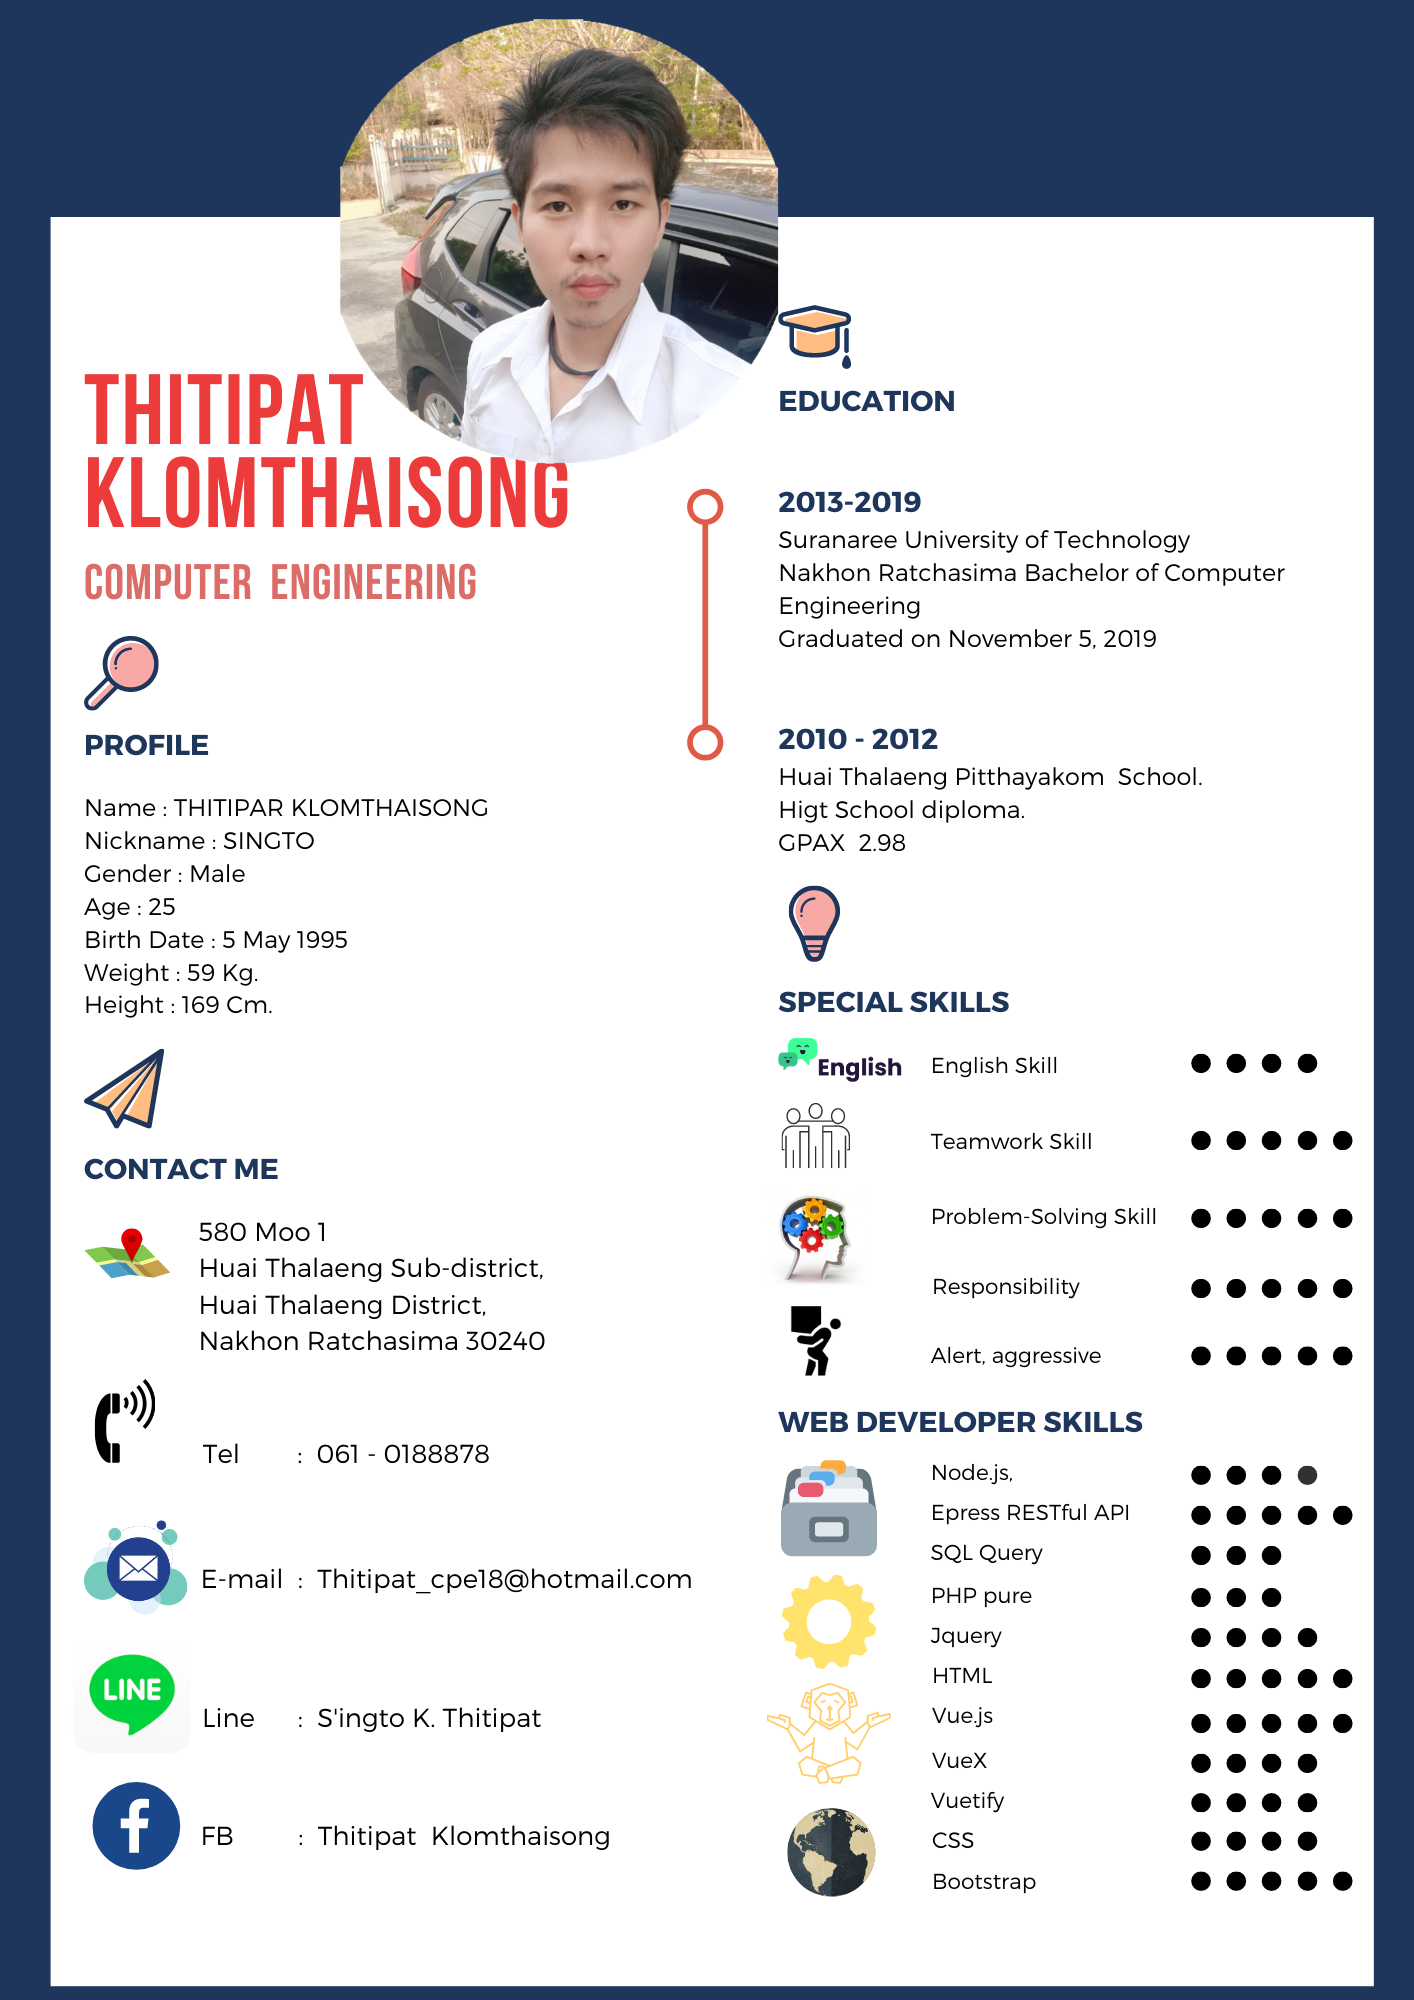 THITIPAT
KLOMTHAISONG
COMPUTER ENGINEERING
PROFILE
Name : THITIPAR KLOMTHAISONG
Nickname : SINGTO
Gender : Male
Age : 25
Birth Date : 5 May 1995
Weight : 59 Kg.
Height : 169 Cm.
CONTACT ME
580 Moo 1
Huai Thalaeng Sub-district,
Huai Thalaeng District,
Nakhon Ratchasima 30240
Tel : 061 - 0188878
E-mail : Thitipat_cpe18@hotmail.com
LINE
Line : S'ingto K. Thitipat
FB : Thitipat Klomthaisong
EDUCATION
2013-2019
Suranaree University of Technology
Nakhon Ratchasima Bachelor of Computer
Engineering
Graduated on November 5, 2019
2010 - 2012
Huai Thalaeng Pitthayakom School.
Higt School diploma.
GPAX 2.98
SPECIAL SKILLS
English English Skill
Teamwork Skill
Problem-Solving Skill
Responsibility
Alert, aggressive
WEB DEVELOPER SKILLS
Node.js,
Epress RESTful API
SQL Query
PHP pure
Jquery
HTML
Vue.js
VueX
Vuetify
CSS
Bootstrap